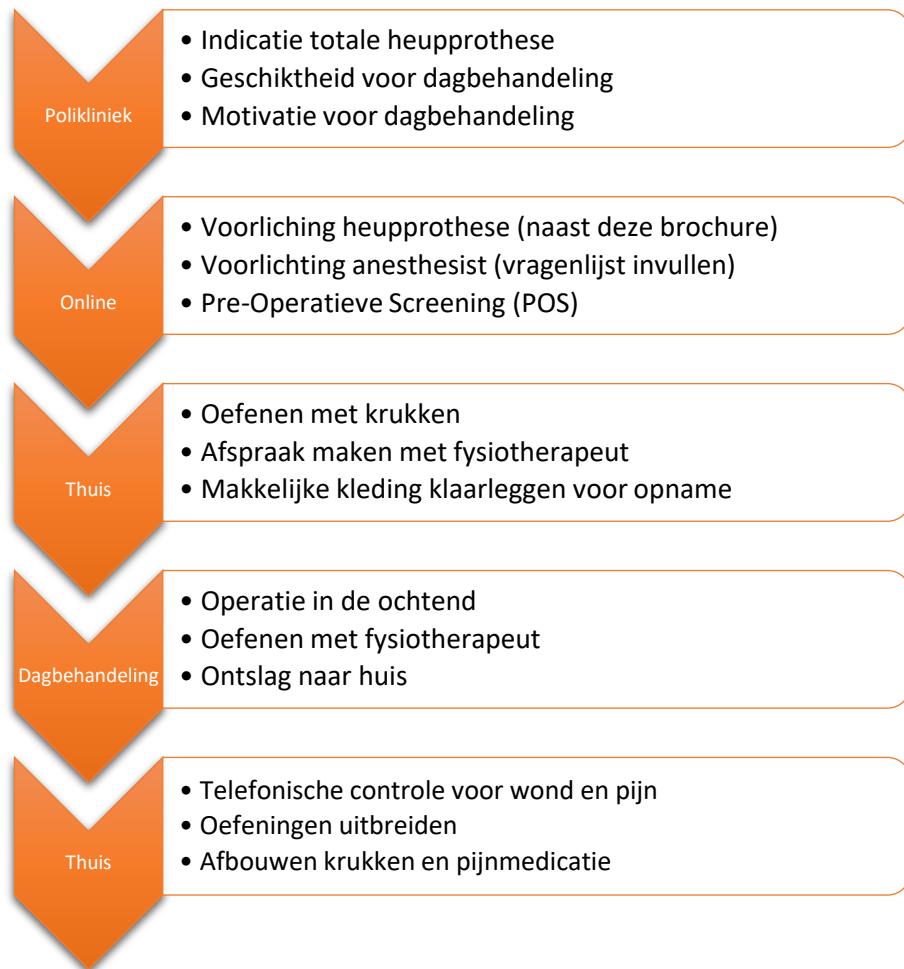 Polikliniek
• Indicatie totale heupprothese
• Geschiktheid voor dagbehandeling
• Motivatie voor dagbehandeling
Online
• Voorliching heupprothese (naast deze brochure)
• Voorlichting anesthesist (vragenlijst invullen)
• Pre-Operatieve Screening (POS)
Thuis
• Oefenen met krukken
• Afspraak maken met fysiotherapeut
• Makkelijke kleding klaarleggen voor opname
Dagbehandeling
• Operatie in de ochtend
• Oefenen met fysiotherapeut
• Ontslag naar huis
Thuis
• Telefonische controle voor wond en pijn
• Oefeningen uitbreiden
• Afbouwen krukken en pijnmedicatie